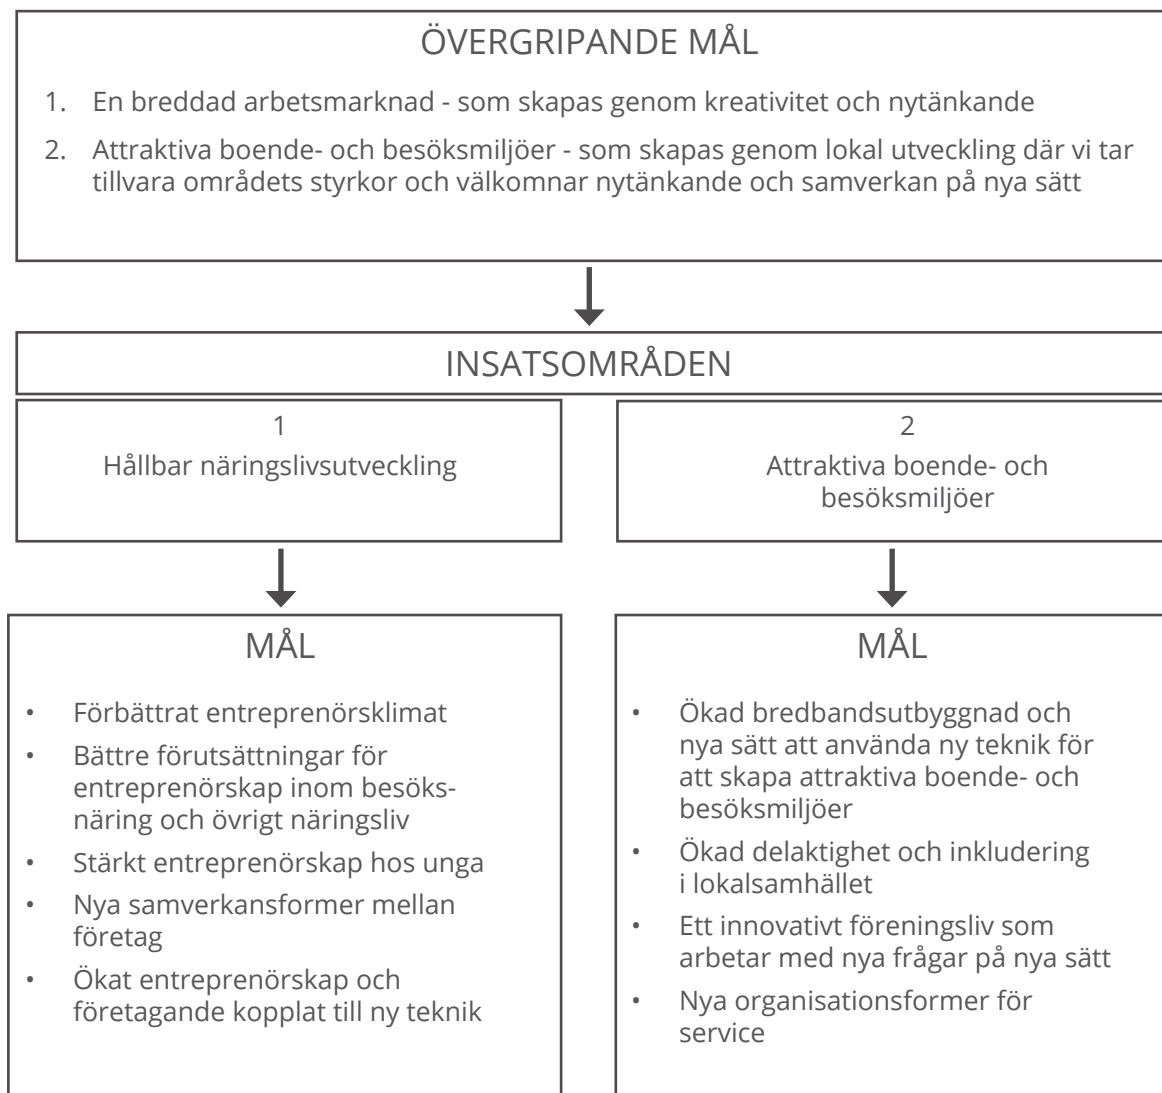 ÖVERGRIPANDE MÅL
1. En breddad arbetsmarknad - som skapas genom kreativitet och nytänkande
2. Attraktiva boende- och besöksmiljöer - som skapas genom lokal utveckling där vi tar
tillvara områdets styrkor och välkomnar nytänkande och samverkan på nya sätt
INSATSOMRÅDEN
1
Hållbar näringslivsutveckling
2
Attraktiva boende- och
besöksmiljöer
MÅL
• Förbättrat entreprenörsklimat
• Bättre förutsättningar för
entreprenörskap inom besöks-
näring och övrigt näringsliv
• Stärkt entreprenörskap hos unga
• Nya samverkansformer mellan
företag
• Ökat entreprenörskap och
företagande kopplat till ny teknik
MÅL
• Ökad bredbandsutbyggnad och
nya sätt att använda ny teknik för
att skapa attraktiva boende- och
besöksmiljöer
• Ökad delaktighet och inkludering
i lokalsamhället
• Ett innovativt föreningsliv som
arbetar med nya frågar på nya sätt
• Nya organisationsformer för
service